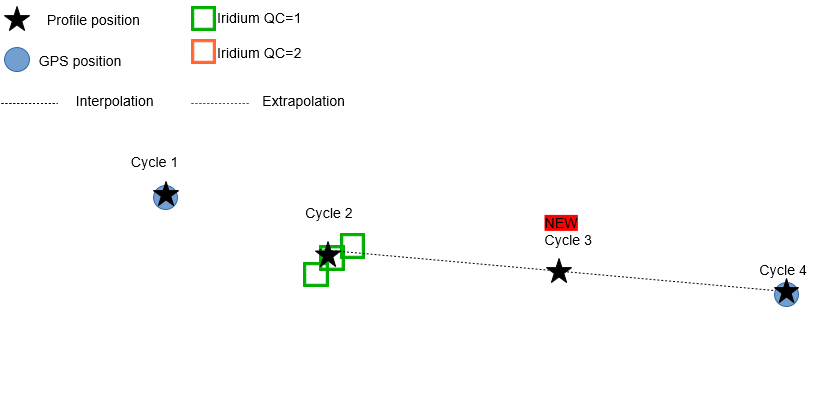 Profile position
Iridium QC=1
GPS position
Iridium QC=2
Interpolation
Extrapolation
Cycle 1
Cycle 2
NEW
Cycle 3
Cycle 4